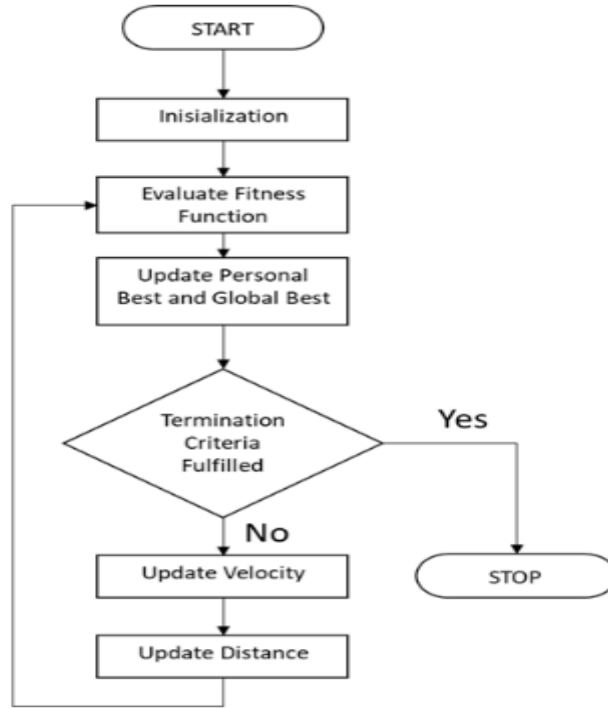 START
Inisialization
Evaluate Fitness
Function
Update Personal
Best and Global Best
Termination
Criteria
Fulfilled
Yes
No
Update Velocity
STOP
Update Distance